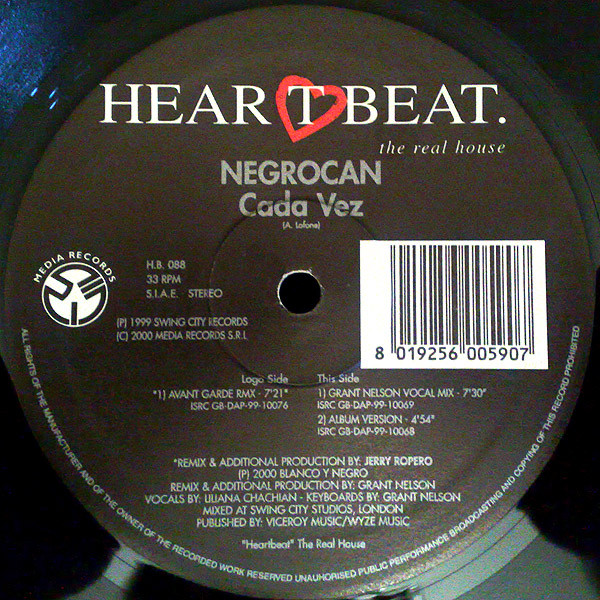 HEARTBEAT.
the real house
NEGROCAN
Cada Vez
(A. Lafone)
MEDIA RECORDS
H.B. 088
33 RPM
S.I.A.E. STEREO
(P) 1999 SWING CITY RECORDS
(C) 2000 MEDIA RECORDS S.R.L
8 019256 005907
Logo Side
*1) AVANT GARDE RMX - 7'21"
ISRC GB-DAP-99-10076
This Side
1) GRANT NELSON VOCAL MIX - 7'30"
ISRC GB-DAP-99-10069
2) ALBUM VERSION - 4'54"
ISRC GB-DAP-99-10068
*REMIX & ADDITIONAL PRODUCTION BY: JERRY ROPERO
(P) 2000 BLANCO Y NEGRO
REMIX & ADDITIONAL PRODUCTION BY: GRANT NELSON
VOCALS BY: LILIANA CHACHIAN - KEYBOARDS BY: GRANT NELSON
MIXED AT SWING CITY STUDIOS, LONDON
PUBLISHED BY: VICEROY MUSIC/WYZE MUSIC
"Heartbeat" The Real House
ALL RIGHTS OF THE MANUFACTURER AND OF THE OWNER OF THE RECORDED WORK RESERVED UNAUHORISED PUBLIC PERFORMANCE BROADCASTING AND COPYING OF THIS RECORD PROHIBITED